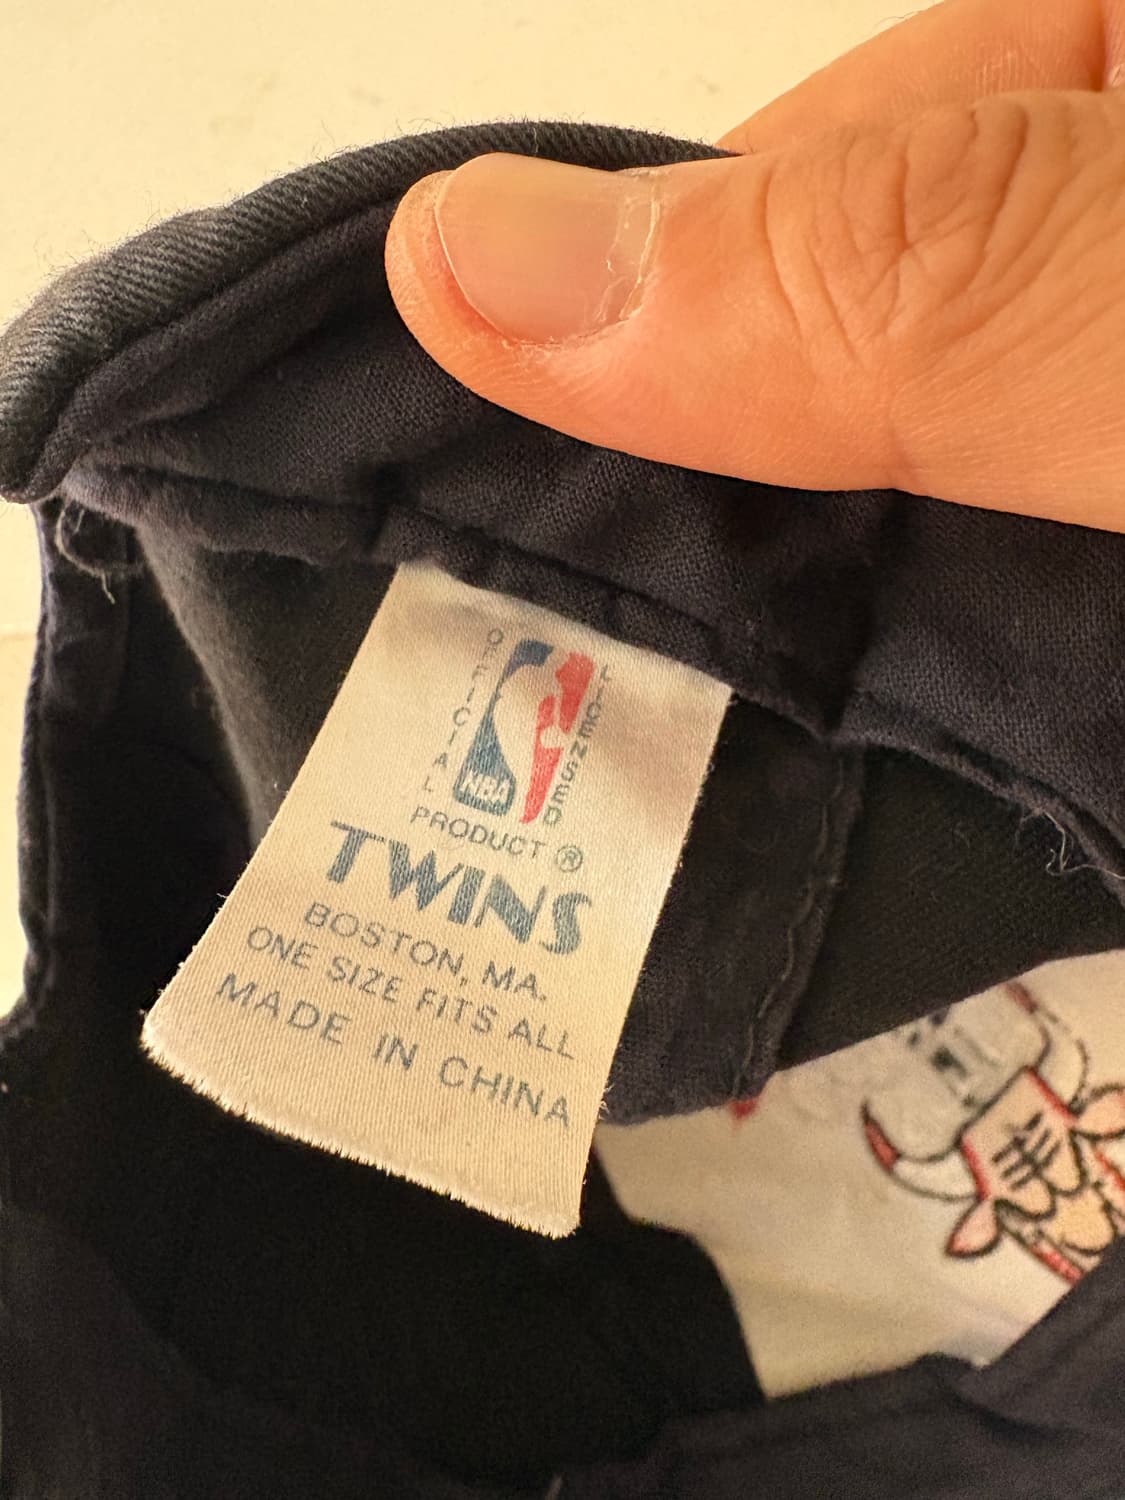 OFFICIAL
NBA
LICENSED
PRODUCT ®
TWINS
BOSTON, MA.
ONE SIZE FITS ALL
MADE IN CHINA